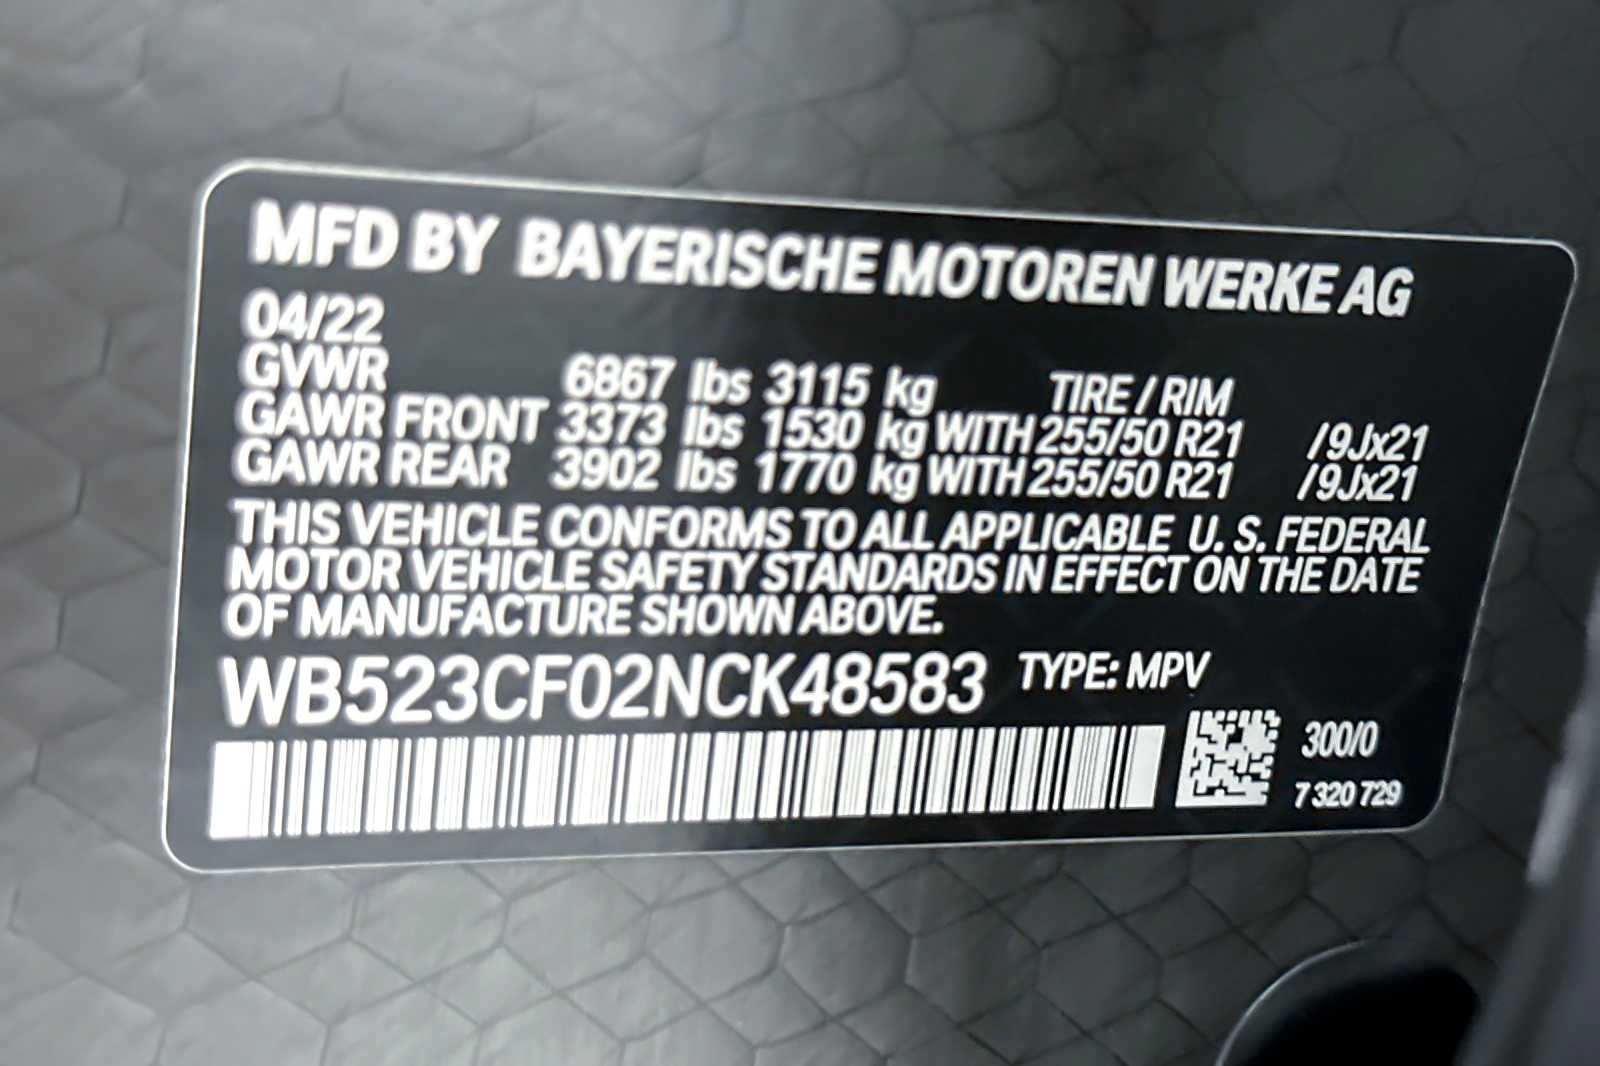 MFD BY BAYERISCHE MOTOREN WERKE AG
04/22
GVWR 6867 lbs 3115 kg TIRE / RIM
GAWR FRONT 3373 lbs 1530 kg WITH 255/50 R21 /9Jx21
GAWR REAR 3902 lbs 1770 kg WITH 255/50 R21 /9Jx21
THIS VEHICLE CONFORMS TO ALL APPLICABLE U. S. FEDERAL
MOTOR VEHICLE SAFETY STANDARDS IN EFFECT ON THE DATE
OF MANUFACTURE SHOWN ABOVE.
WB523CF02NCK48583 TYPE: MPV
300/0
7 320 729